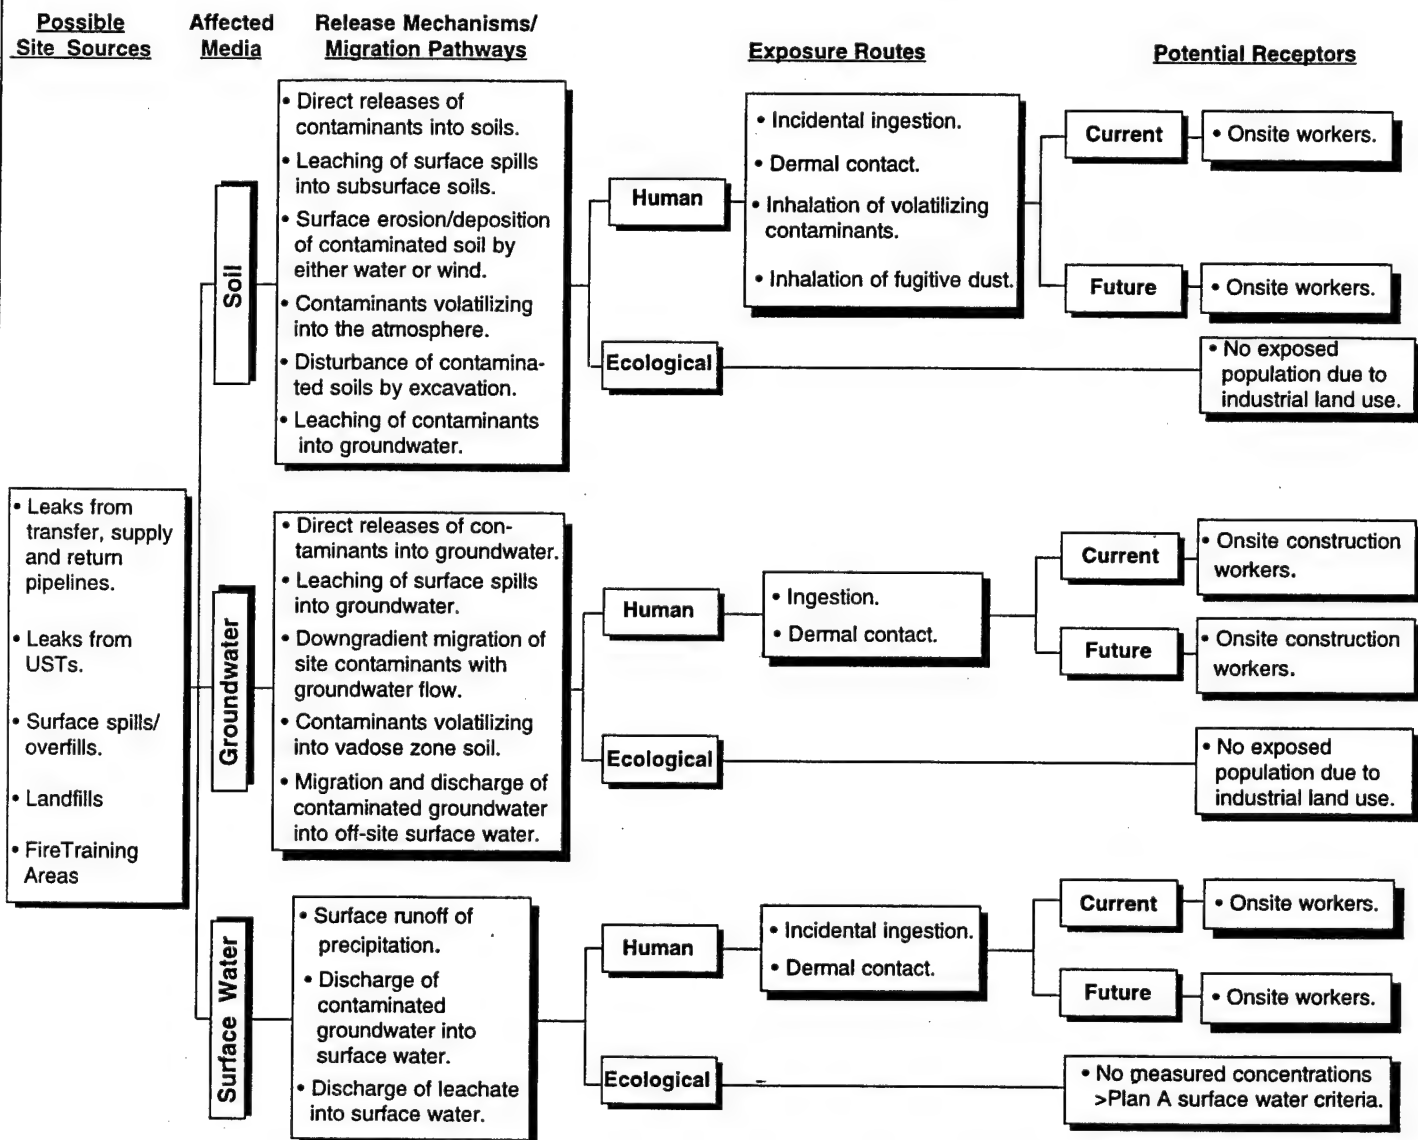 Possible
Site Sources
Affected
Media
Release Mechanisms/
Migration Pathways
Exposure Routes
Potential Receptors
• Leaks from
transfer, supply
and return
pipelines.
• Leaks from
USTs.
• Surface spills/
overfills.
• Landfills
• FireTraining
Areas
Soil
• Direct releases of
contaminants into soils.
• Leaching of surface spills
into subsurface soils.
• Surface erosion/deposition
of contaminated soil by
either water or wind.
• Contaminants volatilizing
into the atmosphere.
• Disturbance of contamina-
ted soils by excavation.
• Leaching of contaminants
into groundwater.
Human
• Incidental ingestion.
• Dermal contact.
• Inhalation of volatilizing
contaminants.
• Inhalation of fugitive dust.
Current
• Onsite workers.
Future
• Onsite workers.
Ecological
• No exposed
population due to
industrial land use.
Groundwater
• Direct releases of con-
taminants into groundwater.
• Leaching of surface spills
into groundwater.
• Downgradient migration of
site contaminants with
groundwater flow.
• Contaminants volatilizing
into vadose zone soil.
• Migration and discharge of
contaminated groundwater
into off-site surface water.
Human
• Ingestion.
• Dermal contact.
Current
• Onsite construction
workers.
Future
• Onsite construction
workers.
Ecological
• No exposed
population due to
industrial land use.
Surface Water
• Surface runoff of
precipitation.
• Discharge of
contaminated
groundwater into
surface water.
• Discharge of leachate
into surface water.
Human
• Incidental ingestion.
• Dermal contact.
Current
• Onsite workers.
Future
• Onsite workers.
Ecological
• No measured concentrations
>Plan A surface water criteria.